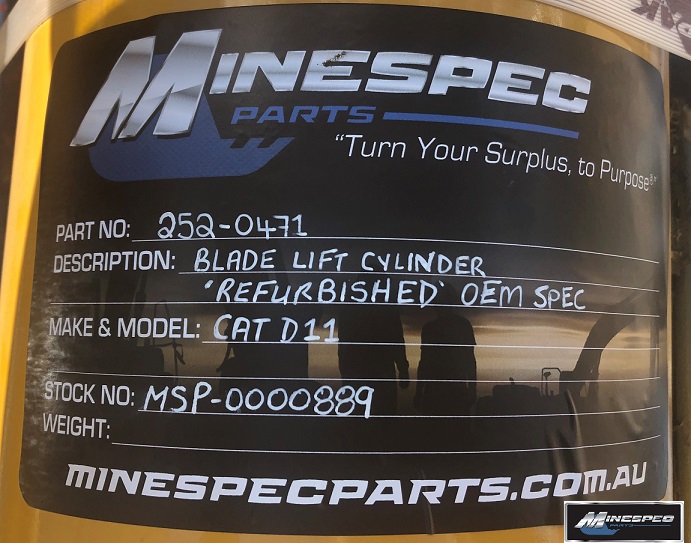 MINESPEC
PARTS
"Turn Your Surplus, to Purpose®"
PART NO: 252-0471
DESCRIPTION: BLADE LIFT CYLINDER
'REFURBISHED' OEM SPEC
MAKE & MODEL: CAT D11
STOCK NO: MSP-0000889
WEIGHT:
MINESPECPARTS.COM.AU
MINESPEC
PARTS